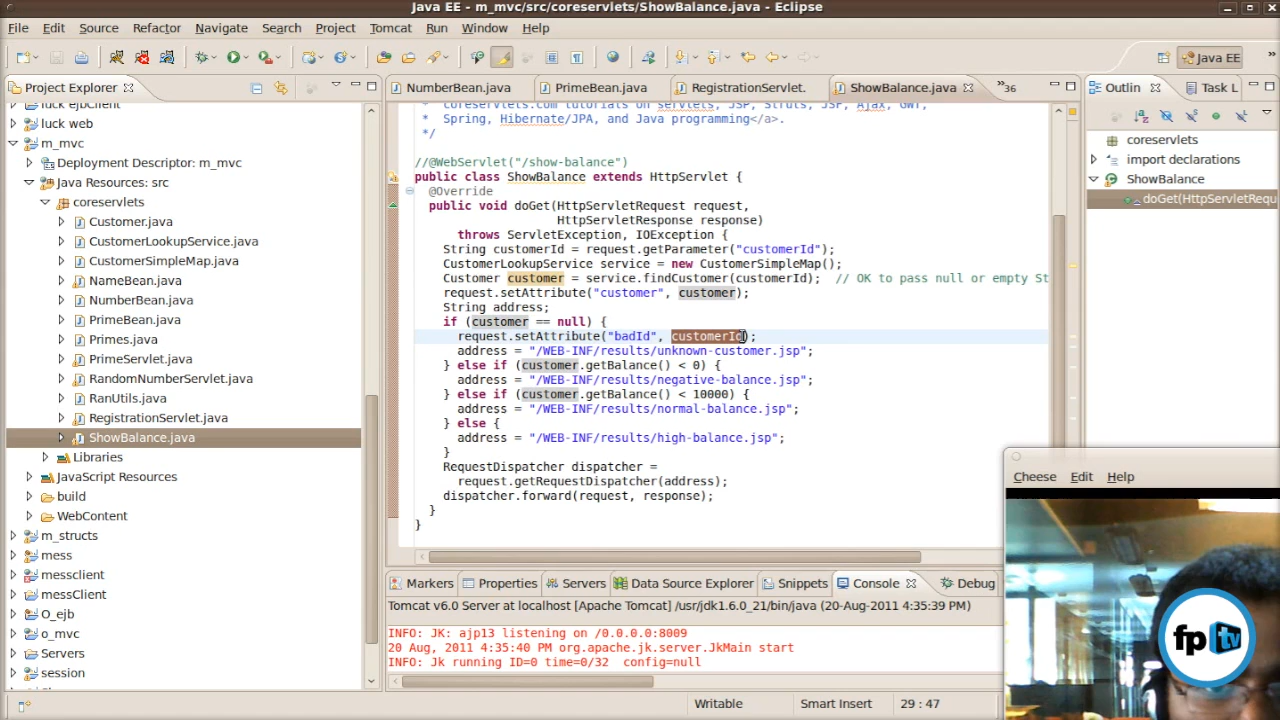 Java EE - m_mvc/src/coreservlets/ShowBalance.java - Eclipse
File Edit Source Refactor Navigate Search Project Tomcat Run Window Help
Java EE
Project Explorer
NumberBean.java
PrimeBean.java
RegistrationServlet.
ShowBalance.java
36
Outlin
Task L
luck ejbClient
luck web
m_mvc
Deployment Descriptor: m_mvc
Java Resources: src
coreservlets
Customer.java
CustomerLookupService.java
CustomerSimpleMap.java
NameBean.java
NumberBean.java
PrimeBean.java
Primes.java
PrimeServlet.java
RandomNumberServlet.java
RanUtils.java
RegistrationServlet.java
ShowBalance.java
Libraries
JavaScript Resources
build
WebContent
m_structs
mess
messclient
messClient
O_ejb
o_mvc
Servers
session
* coreservlets.com tutorials on servlets, JSP, Struts, JSF, Ajax, GWT,
* Spring, Hibernate/JPA, and Java programming</a>.
*/
//@WebServlet("/show-balance")
public class ShowBalance extends HttpServlet {
@Override
public void doGet(HttpServletRequest request,
HttpServletResponse response)
throws ServletException, IOException {
String customerId = request.getParameter("customerId");
CustomerLookupService service = new CustomerSimpleMap();
Customer customer = service.findCustomer(customerId); // OK to pass null or empty St
request.setAttribute("customer", customer);
String address;
if (customer == null) {
request.setAttribute("badId", customerId);
address = "/WEB-INF/results/unknown-customer.jsp";
} else if (customer.getBalance() < 0) {
address = "/WEB-INF/results/negative-balance.jsp";
} else if (customer.getBalance() < 10000) {
address = "/WEB-INF/results/normal-balance.jsp";
} else {
address = "/WEB-INF/results/high-balance.jsp";
}
RequestDispatcher dispatcher =
request.getRequestDispatcher(address);
dispatcher.forward(request, response);
}
}
coreservlets
import declarations
ShowBalance
doGet(HttpServletRequ
Markers
Properties
Servers
Data Source Explorer
Snippets
Console
Debug
Tomcat v6.0 Server at localhost [Apache Tomcat] /usr/jdk1.6.0_21/bin/java (20-Aug-2011 4:35:39 PM)
INFO: JK: ajp13 listening on /0.0.0.0:8009
20 Aug, 2011 4:35:40 PM org.apache.jk.server.JkMain start
INFO: Jk running ID=0 time=0/32 config=null
Cheese Edit Help
fp tv
Writable
Smart Insert
29 : 47